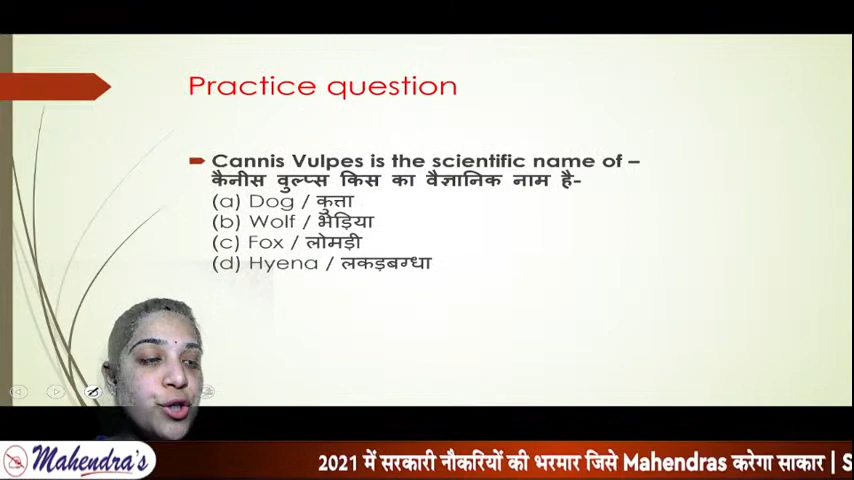 Practice question
Cannis Vulpes is the scientific name of –
कैनीस वुल्प्स किस का वैज्ञानिक नाम है-
(a) Dog / कुत्ता
(b) Wolf / भेड़िया
(c) Fox / लोमड़ी
(d) Hyena / लकड़बग्धा
Mahendra's
2021 में सरकारी नौकरियों की भरमार जिसे Mahendras करेगा साकार | S